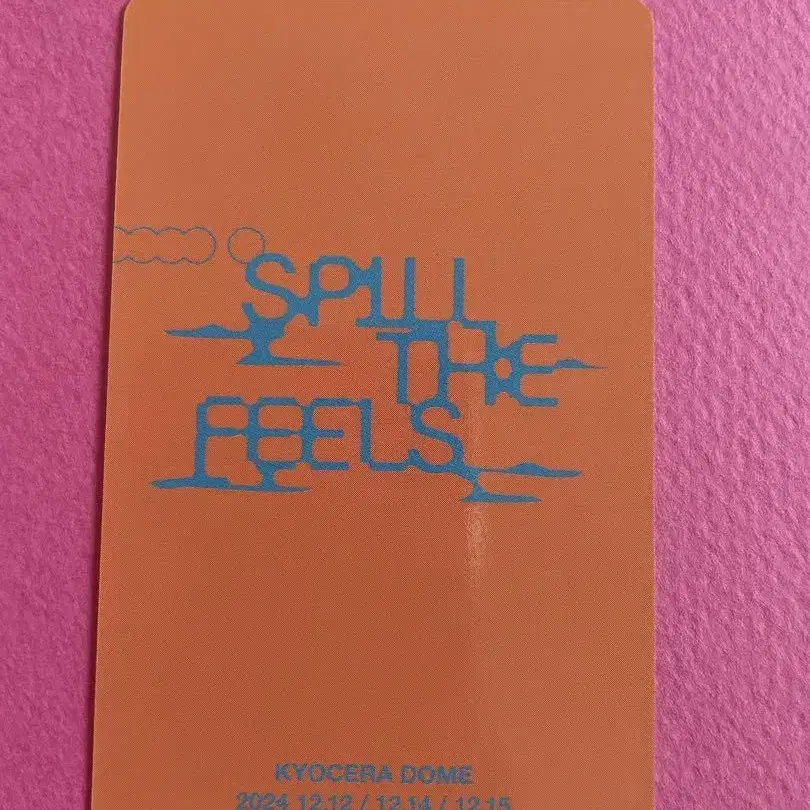 SPILL
THE
FEELS
KYOCERA DOME
2024 12.12 / 12.14 / 12.15